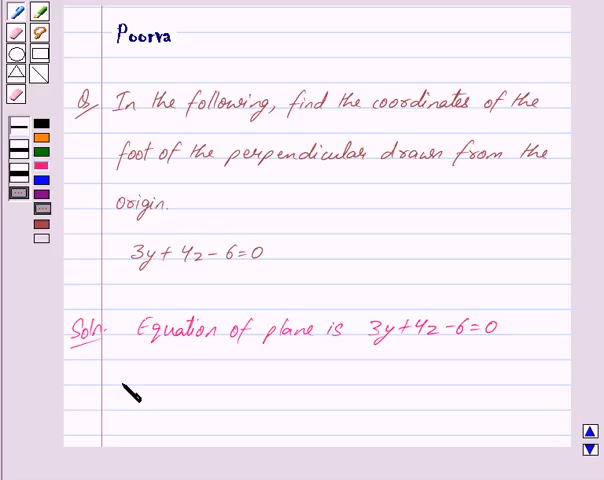 Poorva
Q In the following, find the coordinates of the
foot of the perpendicular drawn from the
origin.
3y + 4z - 6 = 0
Soln. Equation of plane is 3y + 4z - 6 = 0